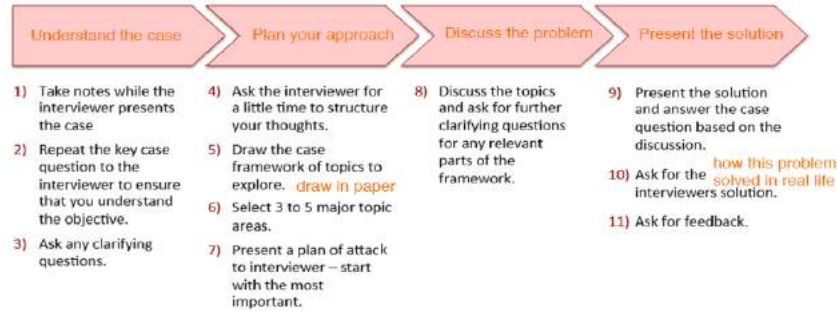 Understand the case
Plan your approach
Discuss the problem
Present the solution
1) Take notes while the
interviewer presents
the case
2) Repeat the key case
question to the
interviewer to ensure
that you understand
the objective.
3) Ask any clarifying
questions.
4) Ask the interviewer for
a little time to structure
your thoughts.
5) Draw the case
framework of topics to
explore. draw in paper
6) Select 3 to 5 major topic
areas.
7) Present a plan of attack
to interviewer – start
with the most
important.
8) Discuss the topics
and ask for further
clarifying questions
for any relevant
parts of the
framework.
9) Present the solution
and answer the case
question based on the
discussion.
10) Ask for the
interviewers solution.
how this problem
solved in real life
11) Ask for feedback.